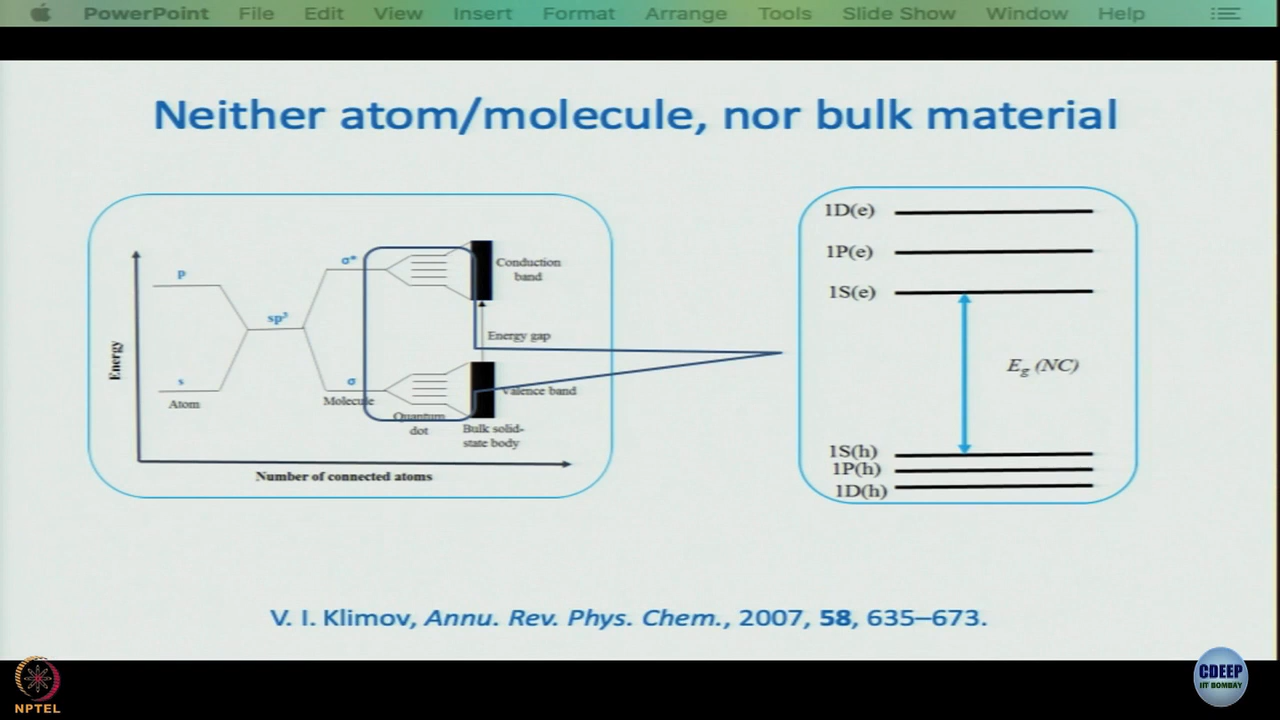 PowerPoint File Edit View Insert Format Arrange Tools Slide Show Window Help
Neither atom/molecule, nor bulk material
Energy
p
s
Atom
sp³
σ*
σ
Molecule
Quantum
dot
Conduction
band
Energy gap
Valence band
Bulk solid-
state body
Number of connected atoms
1D(e)
1P(e)
1S(e)
Eg (NC)
1S(h)
1P(h)
1D(h)
V. I. Klimov, Annu. Rev. Phys. Chem., 2007, 58, 635–673.
NPTEL
CDEEP
IIT BOMBAY